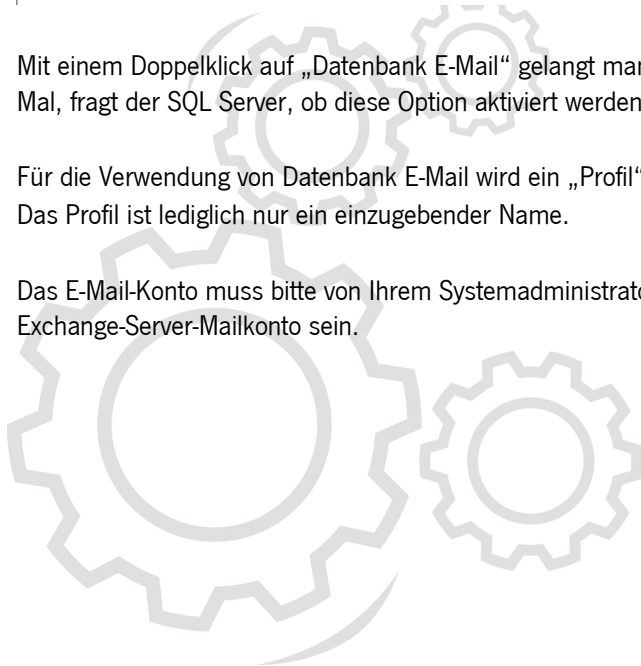 Mit einem Doppelklick auf „Datenbank E-Mail“ gelangt
Mal, fragt der SQL Server, ob diese Option aktiviert werden
Für die Verwendung von Datenbank E-Mail wird ein „Profil“
Das Profil ist lediglich nur ein einzugebender Name.
Das E-Mail-Konto muss bitte von Ihrem
Exchange-Server-Mailkonto sein.